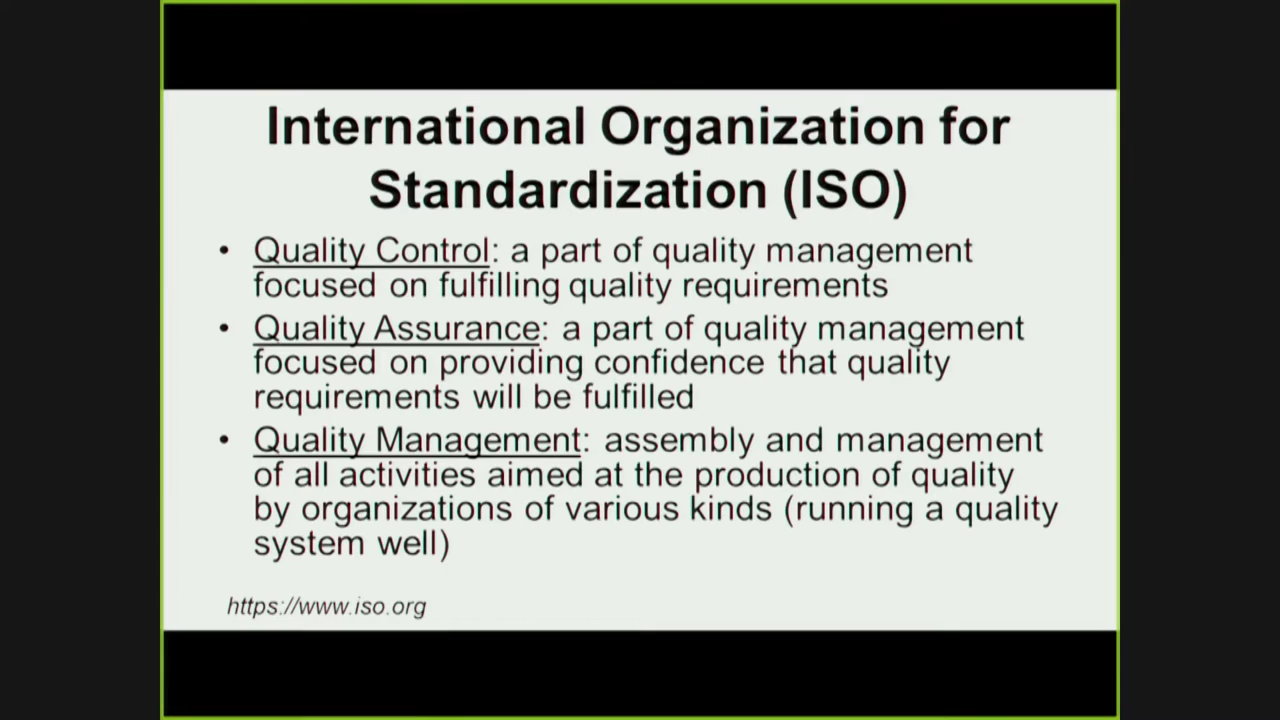 International Organization for
Standardization (ISO)
• Quality Control: a part of quality management
focused on fulfilling quality requirements
• Quality Assurance: a part of quality management
focused on providing confidence that quality
requirements will be fulfilled
• Quality Management: assembly and management
of all activities aimed at the production of quality
by organizations of various kinds (running a quality
system well)
https://www.iso.org